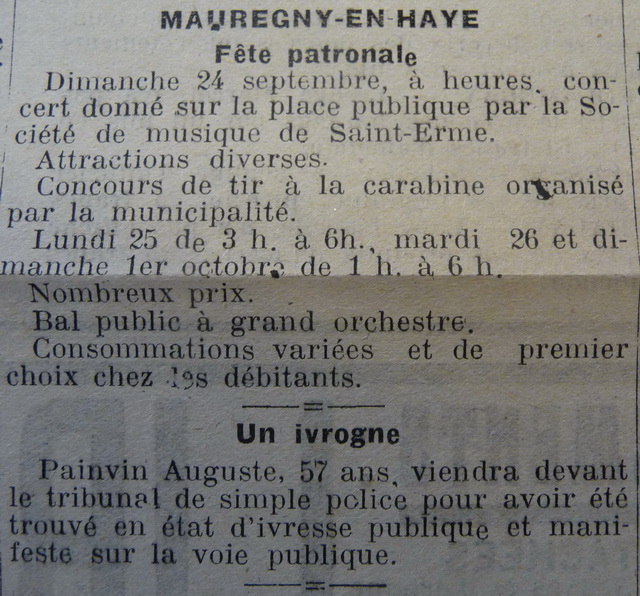 MAUREGNY-EN-HAYE
Fête patronale
Dimanche 24 septembre, à heures, con-
cert donné sur la place publique par la So-
ciété de musique de Saint-Erme.
Attractions diverses.
Concours de tir à la carabine organisé
par la municipalité.
Lundi 25 de 3 h. à 6h., mardi 26 et di-
manche 1er octobre de 1 h. à 6 h.
Nombreux prix.
Bal public à grand orchestre.
Consommations variées et de premier
choix chez les débitants.
Un ivrogne
Painvin Auguste, 57 ans, viendra devant
le tribunal de simple police pour avoir été
trouvé en état d'ivresse publique et mani-
feste sur la voie publique.